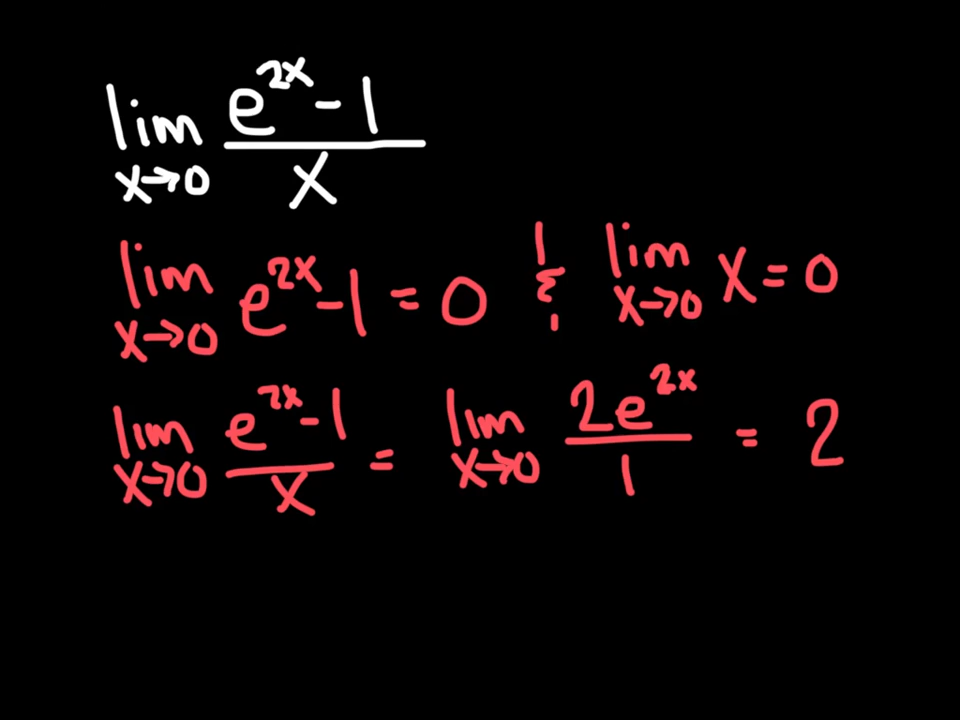 lim x→0 (e^{2x} - 1)/x
lim x→0 e^{2x} - 1 = 0 & lim x→0 x = 0
lim x→0 (e^{2x} - 1)/x = lim x→0 2e^{2x}/1 = 2